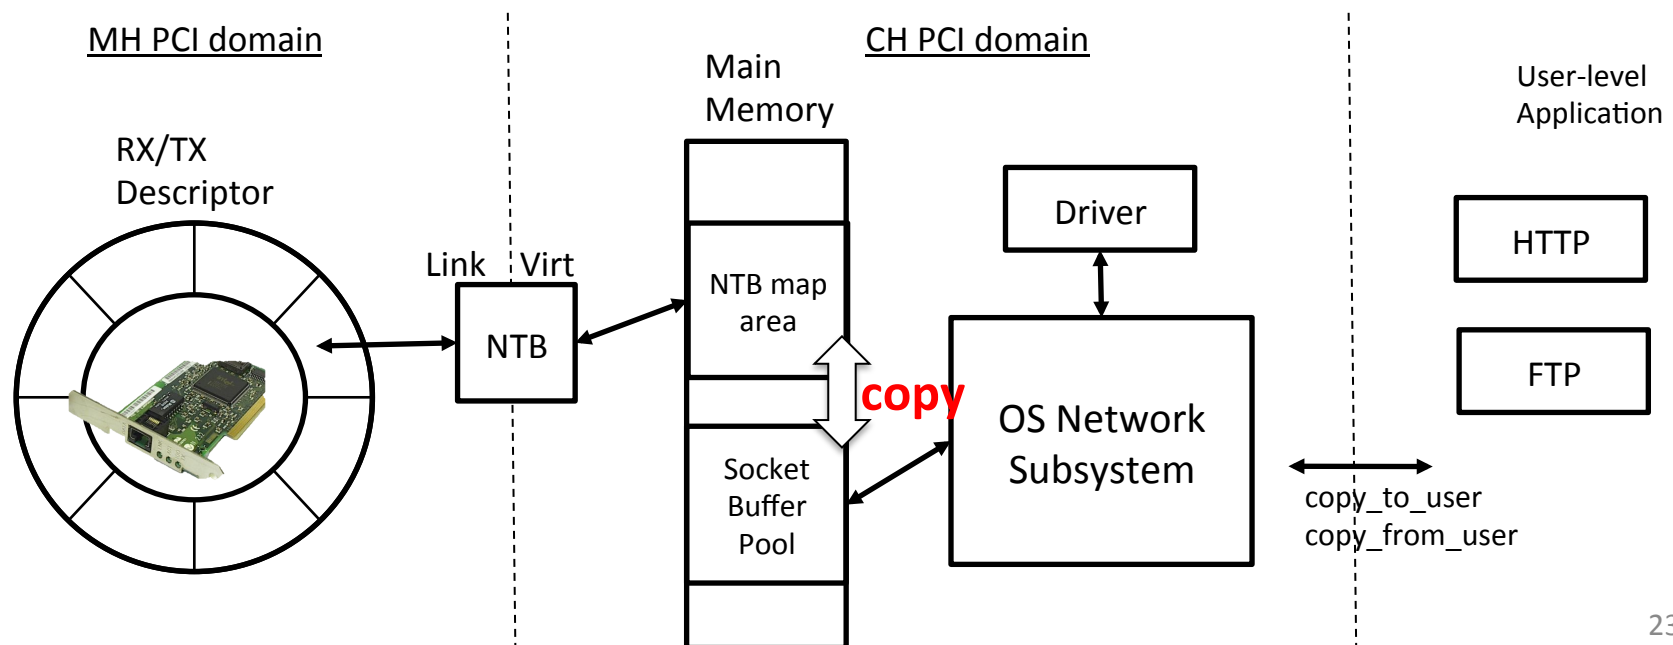 MH PCI domain
CH PCI domain
Main
Memory
User-level
Application
RX/TX
Descriptor
Driver
HTTP
Link
Virt
NTB map
area
NTB
FTP
copy
OS Network
Subsystem
Socket
Buffer
Pool
copy_to_user
copy_from_user
23